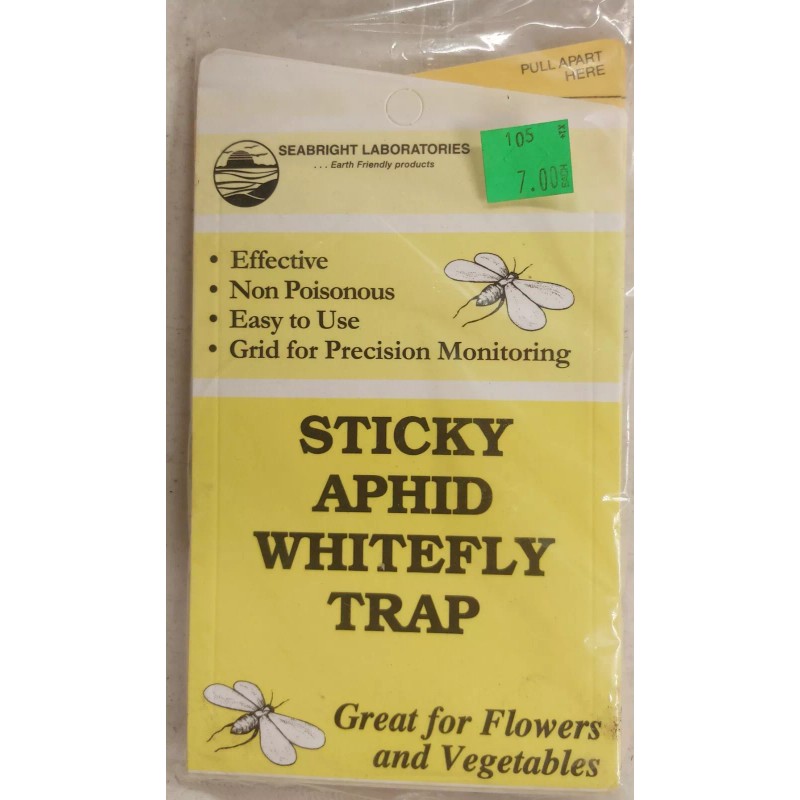 PULL APART
HERE
SEABRIGHT LABORATORIES
... Earth Friendly products
105
7.00
• Effective
• Non Poisonous
• Easy to Use
• Grid for Precision Monitoring
STICKY
APHID
WHITEFLY
TRAP
Great for Flowers
and Vegetables